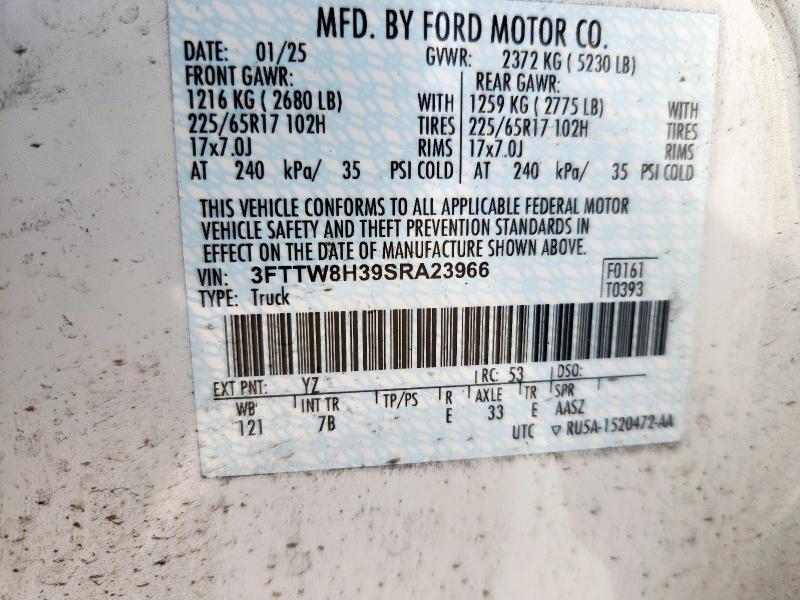 MFD. BY FORD MOTOR CO.
DATE: 01/25 GVWR: 2372 KG ( 5230 LB)
FRONT GAWR: REAR GAWR:
1216 KG ( 2680 LB) WITH 1259 KG ( 2775 LB) WITH
225/65R17 102H TIRES 225/65R17 102H TIRES
17x7.0J RIMS 17x7.0J RIMS
AT 240 kPa/ 35 PSI COLD AT 240 kPa/ 35 PSI COLD
THIS VEHICLE CONFORMS TO ALL APPLICABLE FEDERAL MOTOR
VEHICLE SAFETY AND THEFT PREVENTION STANDARDS IN
EFFECT ON THE DATE OF MANUFACTURE SHOWN ABOVE.
VIN: 3FTTW8H39SRA23966 F0161
TYPE: Truck T0393
EXT PNT: YZ RC: 53 DSO:
WB INT TR TP/PS R AXLE TR SPR
121 7B E 33 E AASZ
UTC ▽ RU5A-1520472-AA